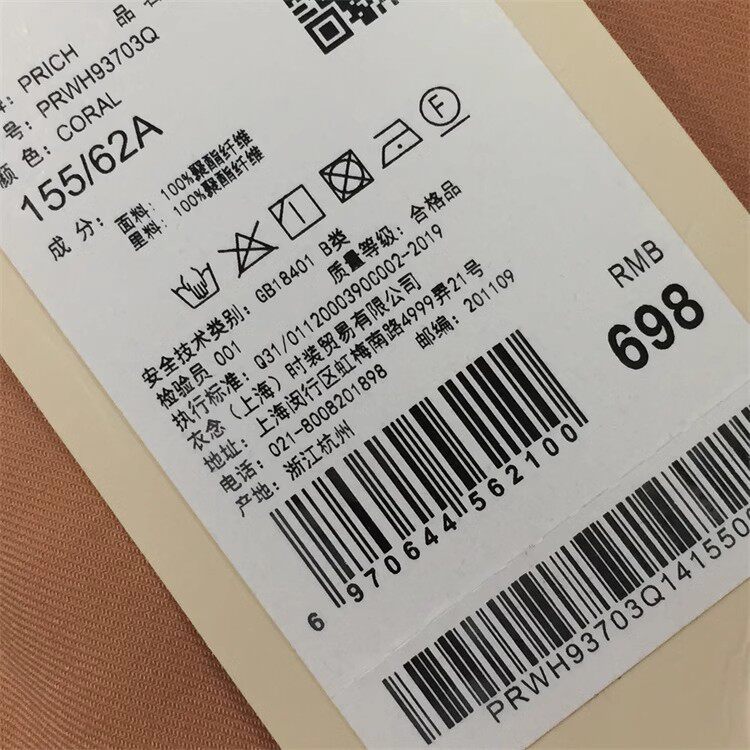 牌: PRICH 品名
号: PRWH93703Q
颜 色: CORAL
155/62A
成 分: 面料: 100%聚酯纤维
里料: 100%聚酯纤维
F
安全技术类别: GB18401 B类
检验员 001 质量等级: 合格品
执行标准: Q31/0112000390C002-2019
衣念（上海）时装贸易有限公司
地址: 上海闵行区虹梅南路4999弄21号
电话: 021-8008201898 邮编: 201109
产地: 浙江杭州
RMB
698
6 970644 562100
PRWH93703Q141550